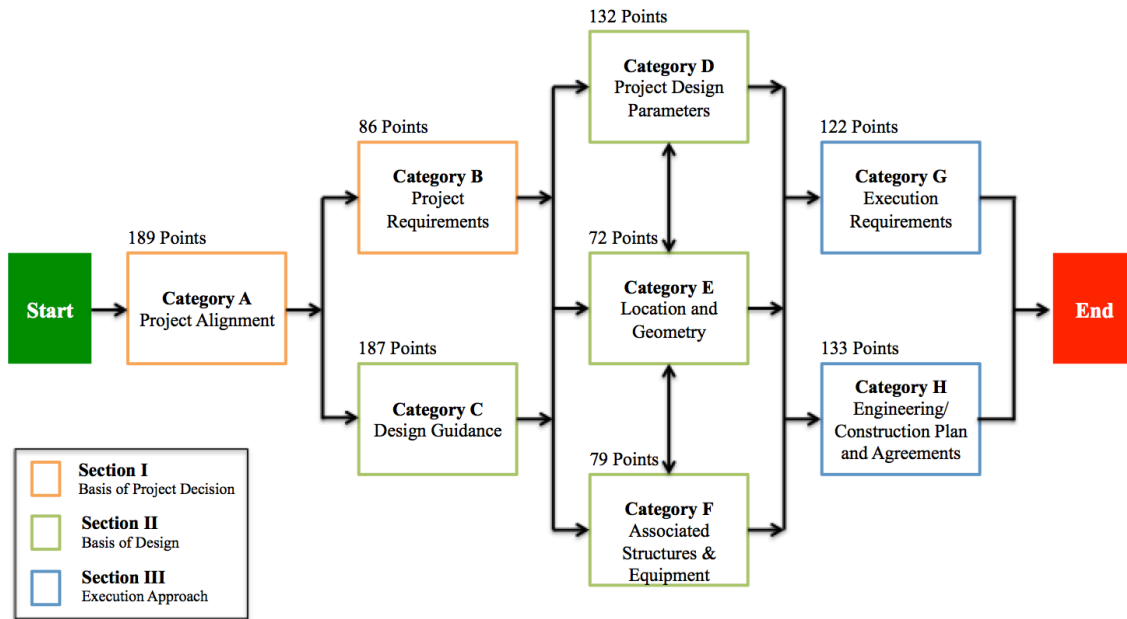 Start
189 Points
Category A
Project Alignment
86 Points
Category B
Project
Requirements
187 Points
Category C
Design Guidance
132 Points
Category D
Project Design
Parameters
72 Points
Category E
Location and
Geometry
79 Points
Category F
Associated
Structures &
Equipment
122 Points
Category G
Execution
Requirements
133 Points
Category H
Engineering/
Construction Plan
and Agreements
End
Section I
Basis of Project Decision
Section II
Basis of Design
Section III
Execution Approach